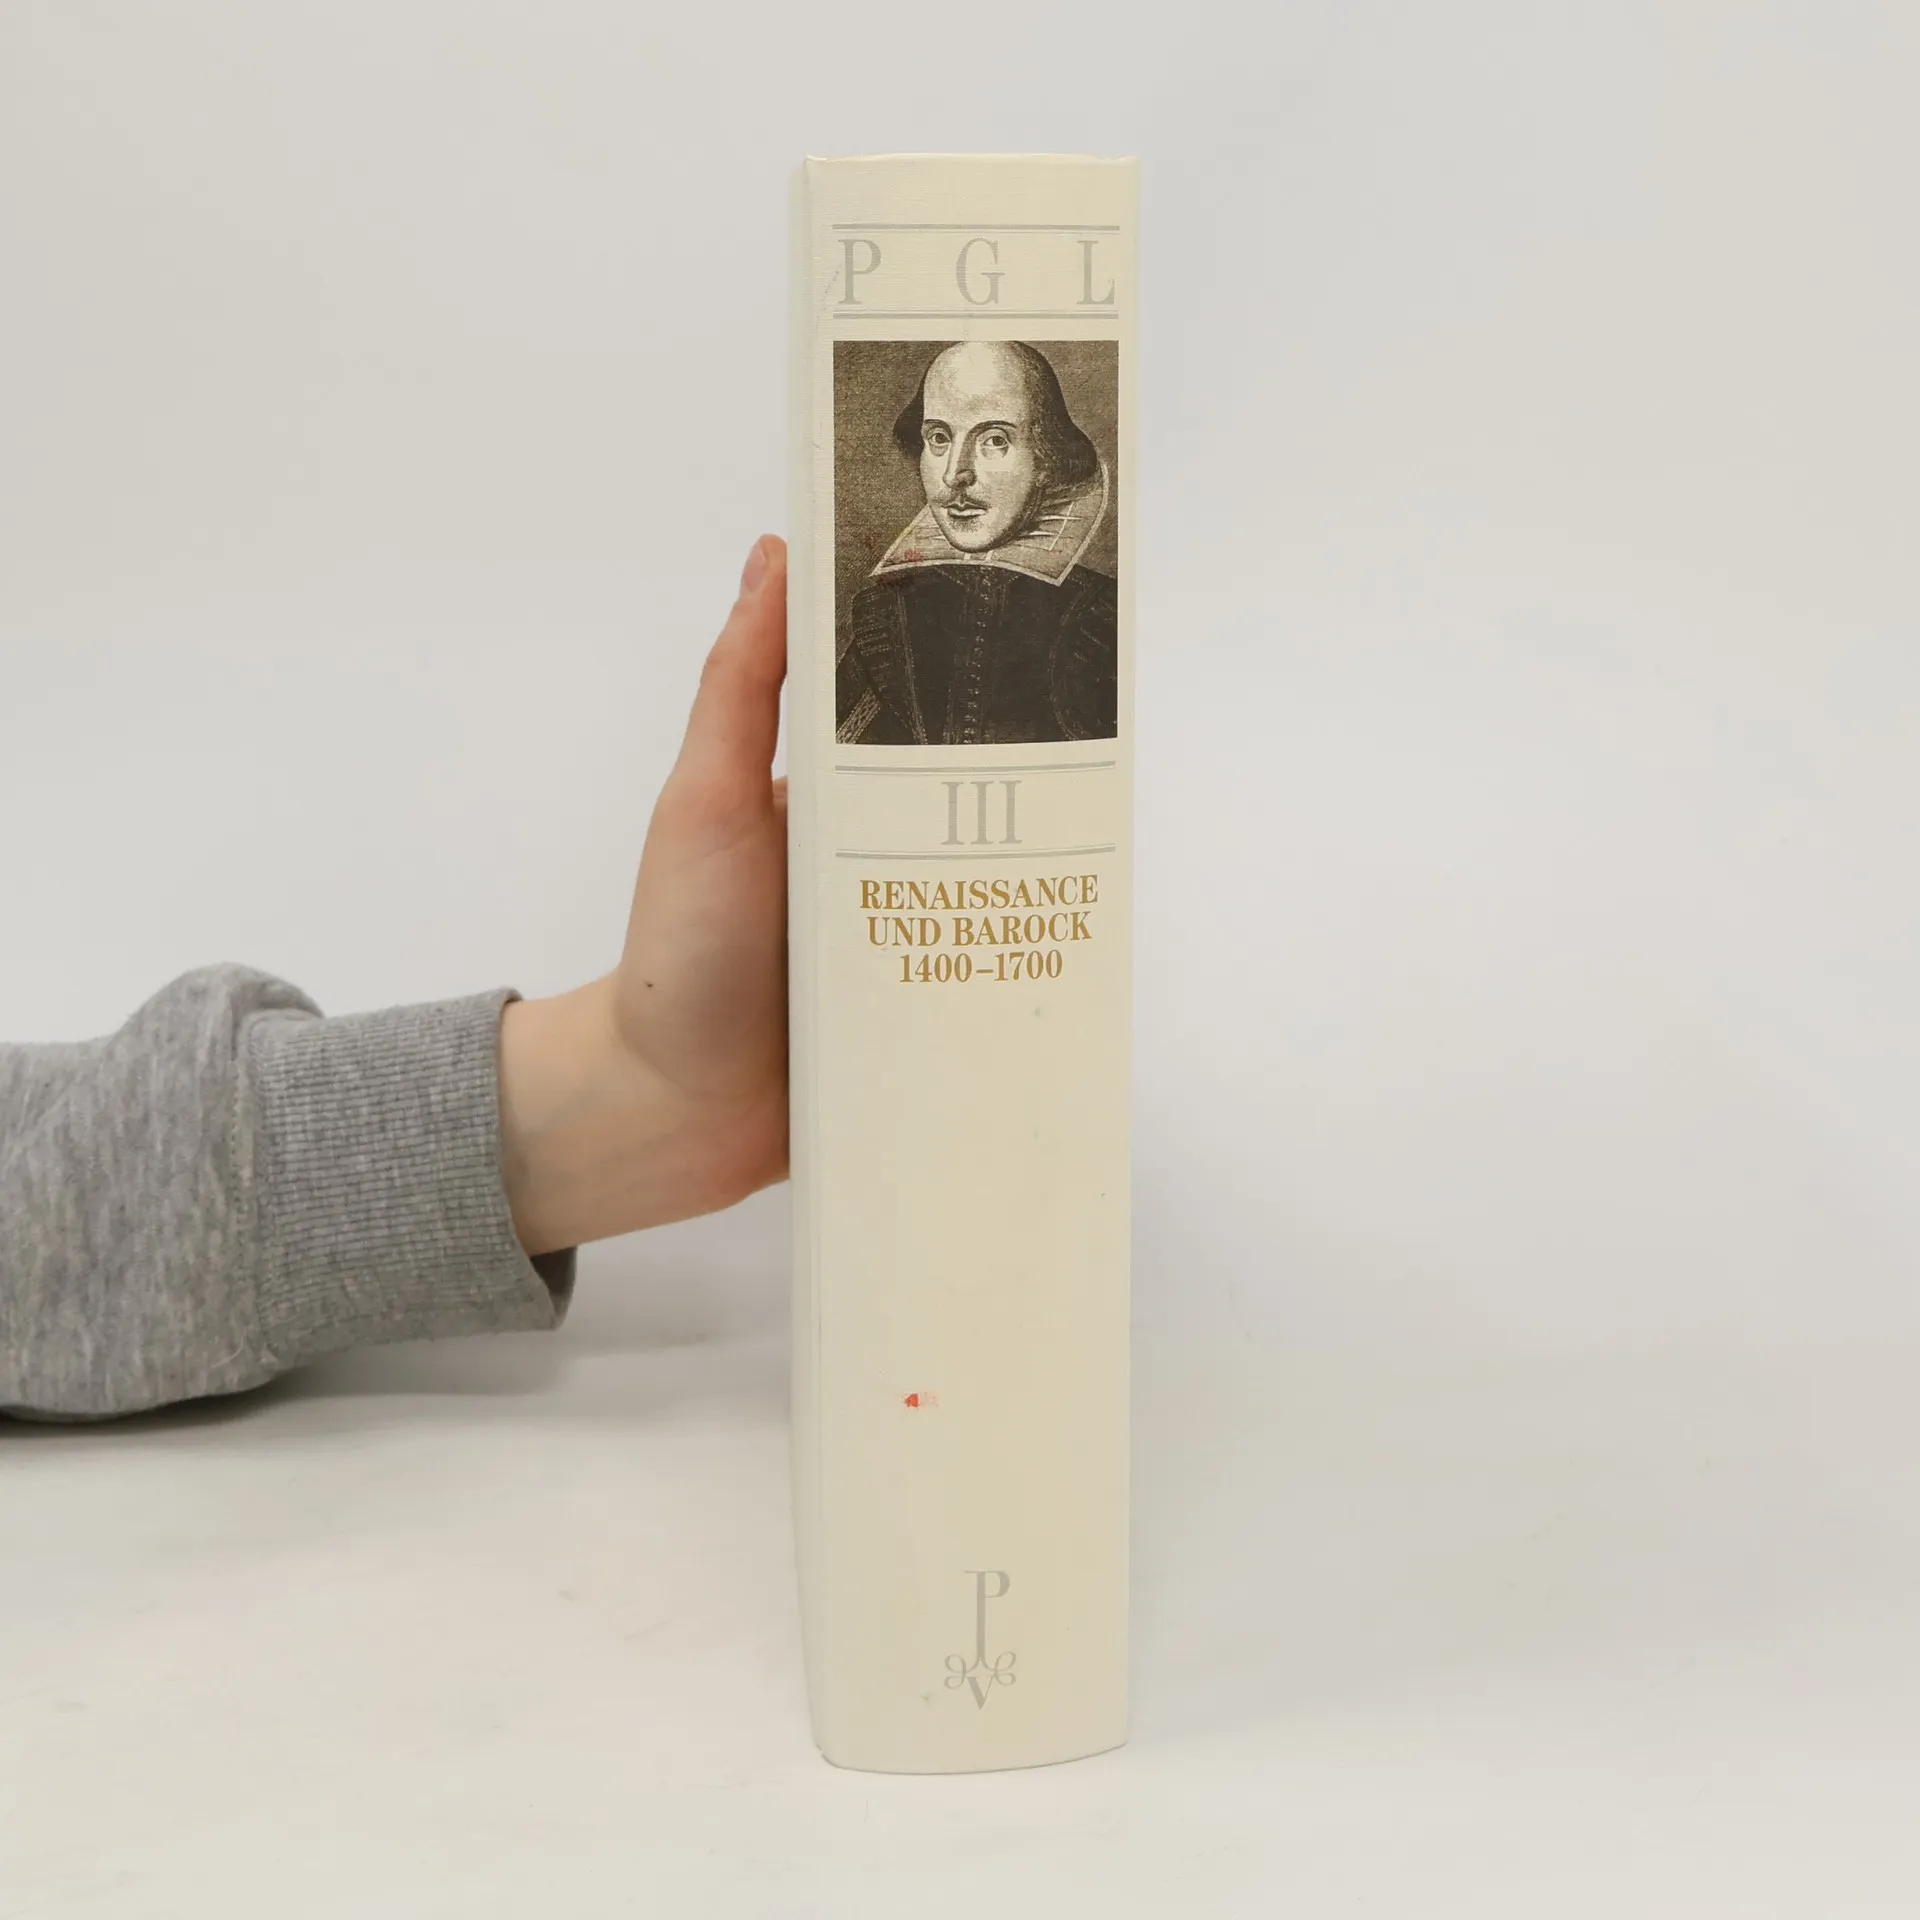 P G L
III
RENAISSANCE
UND BAROCK
1400–1700
P
V